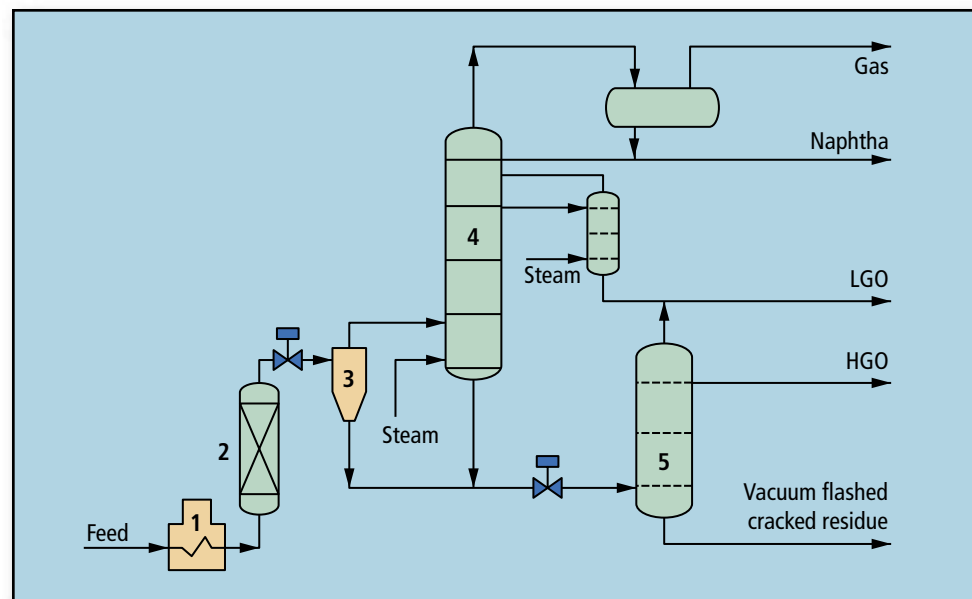 Gas
Naphtha
4
Steam
LGO
3
HGO
Steam
2
5
Vacuum flashed
cracked residue
1
Feed